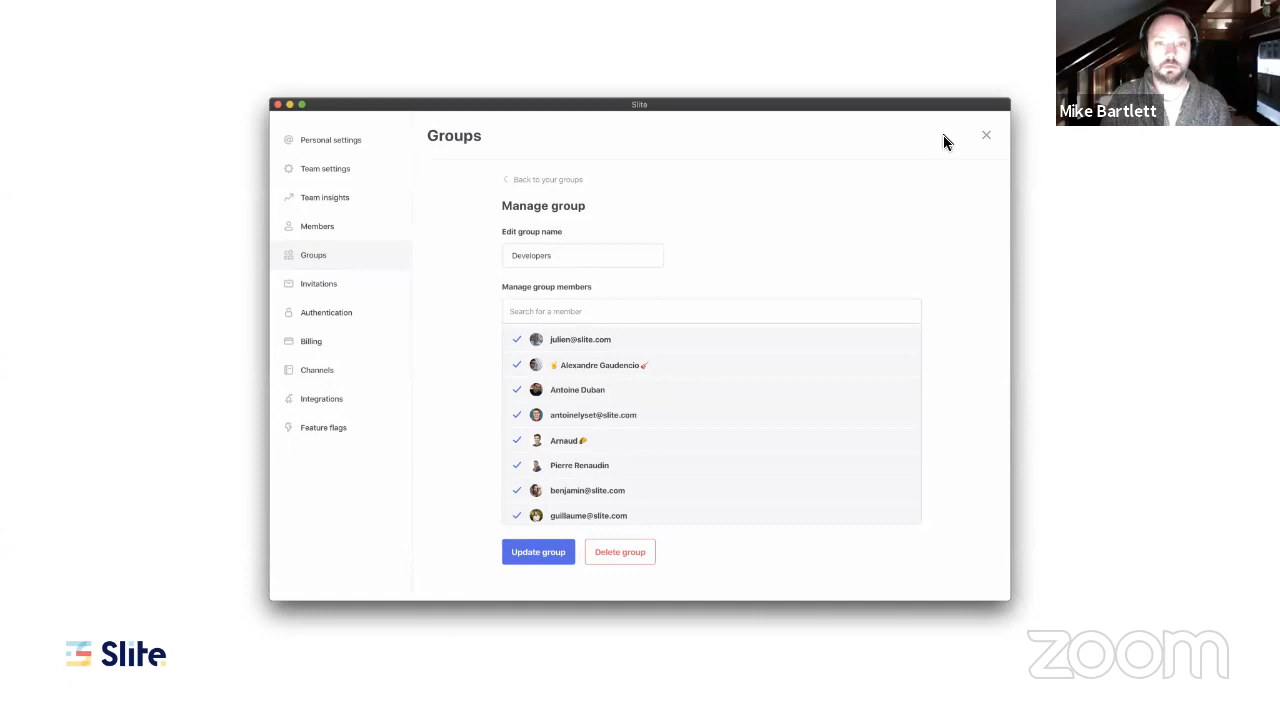 Slite
Mike Bartlett
Personal settings
Team settings
Team insights
Members
Groups
Invitations
Authentication
Billing
Channels
Integrations
Feature flags
Groups
Back to your groups
Manage group
Edit group name
Developers
Manage group members
Search for a member
julien@slite.com
🤘 Alexandre Gaudencio🎸
Antoine Duban
antoinelyset@slite.com
Arnaud🌮
Pierre Renaudin
benjamin@slite.com
guillaume@slite.com
Update group
Delete group
Slite.
zoom